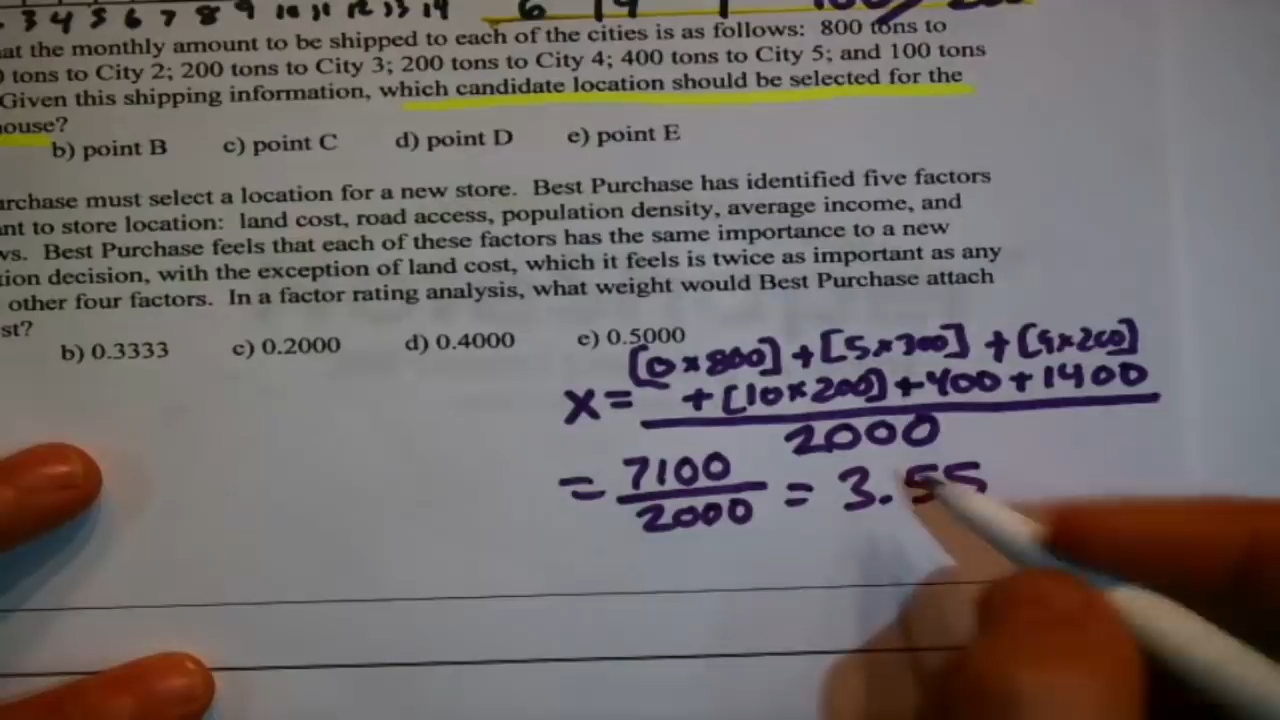 3 4 5 6 7 8 9 10 11 12 13 14 6 14 1 100 200
at the monthly amount to be shipped to each of the cities is as follows: 800 tons to
tons to City 2; 200 tons to City 3; 200 tons to City 4; 400 tons to City 5; and 100 tons
Given this shipping information, which candidate location should be selected for the
ouse?
b) point B c) point C d) point D e) point E
urchase must select a location for a new store. Best Purchase has identified five factors
nt to store location: land cost, road access, population density, average income, and
ws. Best Purchase feels that each of these factors has the same importance to a new
tion decision, with the exception of land cost, which it feels is twice as important as any
other four factors. In a factor rating analysis, what weight would Best Purchase attach
st?
b) 0.3333 c) 0.2000 d) 0.4000 e) 0.5000
[0×800] + [5×300] + [9×200]
x = + [10×200] + 400 + 1400
2000
= 7100 = 3.55
2000